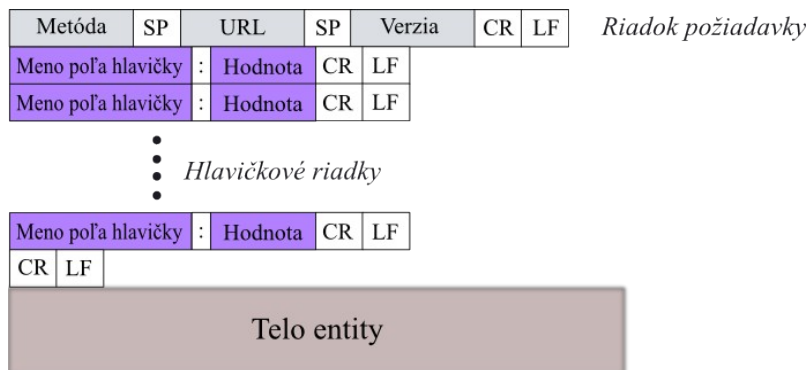 Metóda SP URL SP Verzia CR LF Riadok požiadavky
Meno poľa hlavičky : Hodnota CR LF
Meno poľa hlavičky : Hodnota CR LF
Hlavičkové riadky
Meno poľa hlavičky : Hodnota CR LF
CR LF
Telo entity